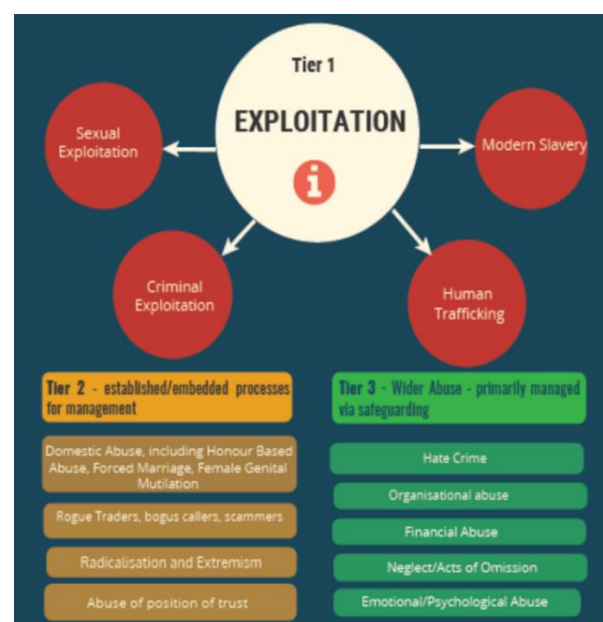 Tier 1
EXPLOITATION
i
Sexual
Exploitation
Modern Slavery
Criminal
Exploitation
Human
Trafficking
Tier 2 - established/embedded processes
for management
Domestic Abuse, including Honour Based
Abuse, Forced Marriage, Female Genital
Mutilation
Rogue Traders, bogus callers, scammers
Radicalisation and Extremism
Abuse of position of trust
Tier 3 - Wider Abuse - primarily managed
via safeguarding
Hate Crime
Organisational abuse
Financial Abuse
Neglect/Acts of Omission
Emotional/Psychological Abuse